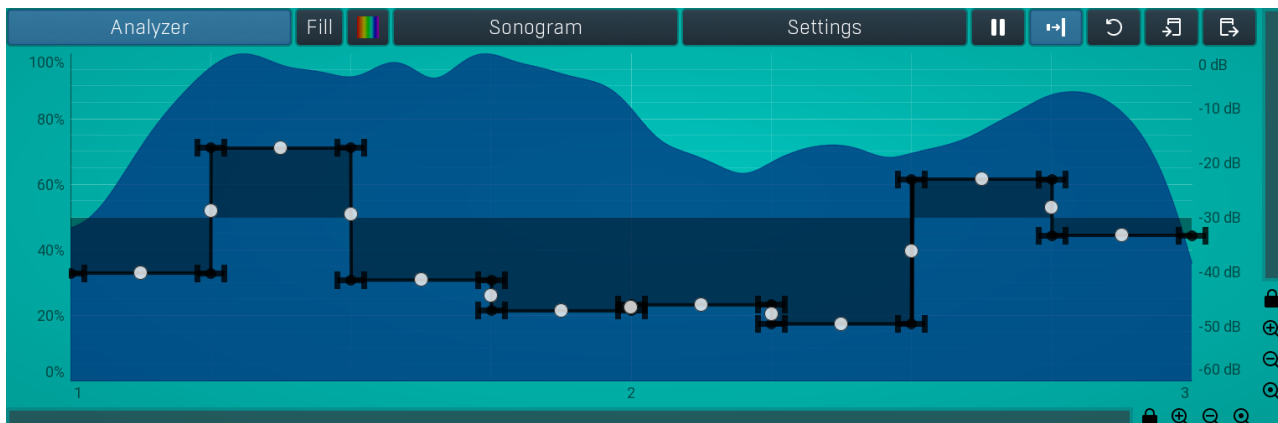 Analyzer Fill Sonogram Settings
100% 0 dB
80% -10 dB
-20 dB
60%
-30 dB
40%
-40 dB
20%
-50 dB
0% -60 dB
1 2 3